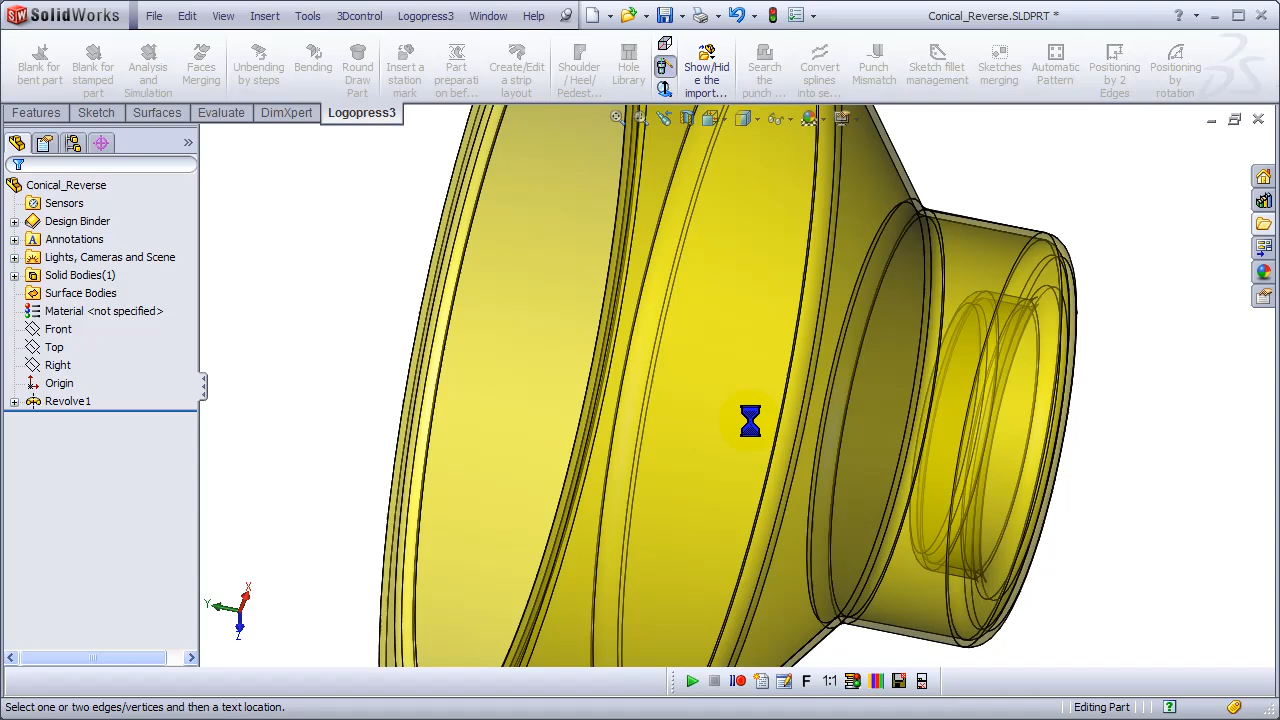 SolidWorks File Edit View Insert Tools 3Dcontrol Logopress3 Window Help Conical_Reverse.SLDPRT *
Blank for bent part
Blank for stamped part
Analysis and Simulation
Faces Merging
Unbending by steps
Bending
Round Draw Part
Insert a station mark
Part preparati on bef...
Create/Edit a strip layout
Shoulder / Heel/ Pedest...
Hole Library
Show/Hid e the import...
Search the punch ...
Convert splines into se...
Punch Mismatch
Sketch fillet management
Sketches merging
Automatic Pattern
Positioning by 2 Edges
Positioning by rotation
Features Sketch Surfaces Evaluate DimXpert Logopress3
Conical_Reverse
Sensors
Design Binder
Annotations
Lights, Cameras and Scene
Solid Bodies(1)
Surface Bodies
Material <not specified>
Front
Top
Right
Origin
Revolve1
X
Y
Z
F 1:1
Select one or two edges/vertices and then a text location. Editing Part